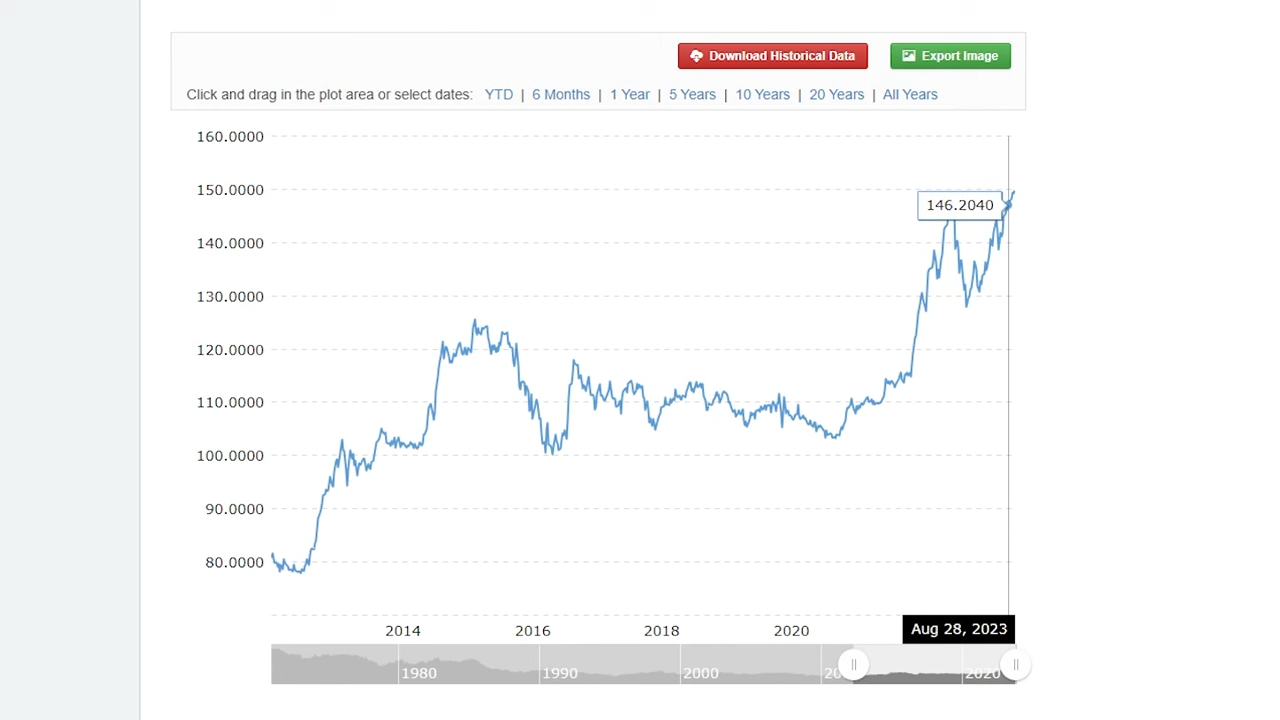 Download Historical Data
Export Image
Click and drag in the plot area or select dates: YTD | 6 Months | 1 Year | 5 Years | 10 Years | 20 Years | All Years
160.0000
150.0000
146.2040
140.0000
130.0000
120.0000
110.0000
100.0000
90.0000
80.0000
2014 2016 2018 2020 Aug 28, 2023
1980 1990 2000 2020